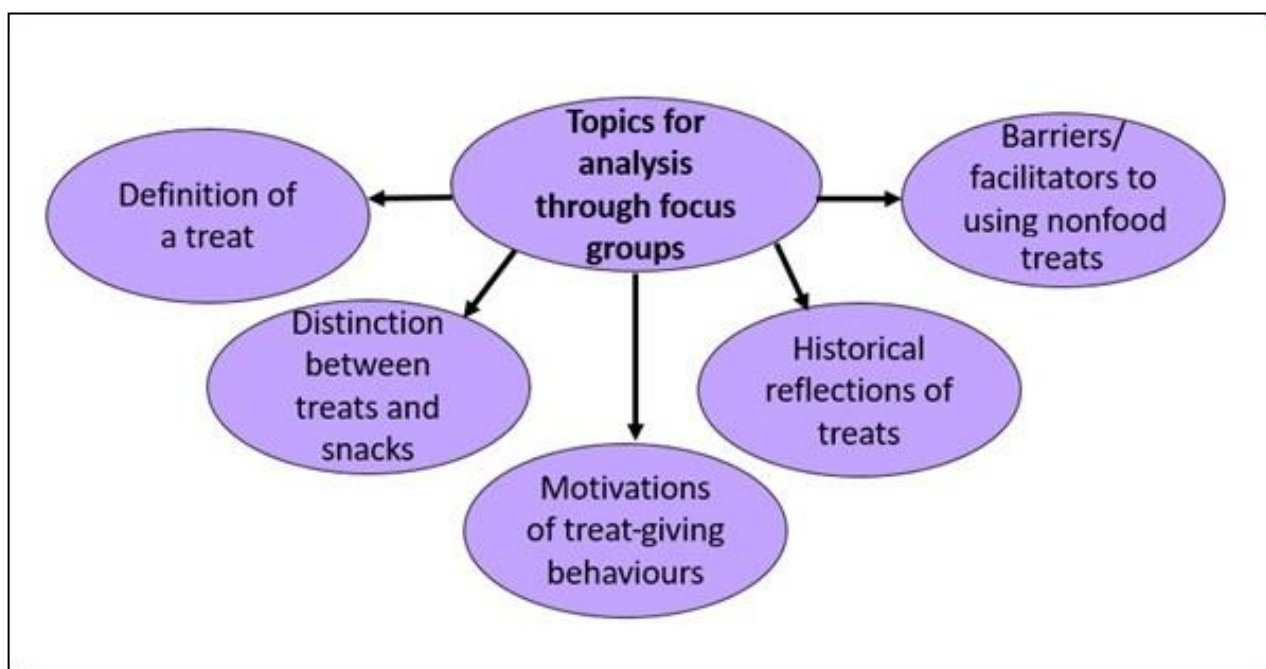 Topics for
analysis
through focus
groups
Definition of
a treat
Distinction
between
treats and
snacks
Motivations
of treat-giving
behaviours
Historical
reflections of
treats
Barriers/
facilitators to
using nonfood
treats